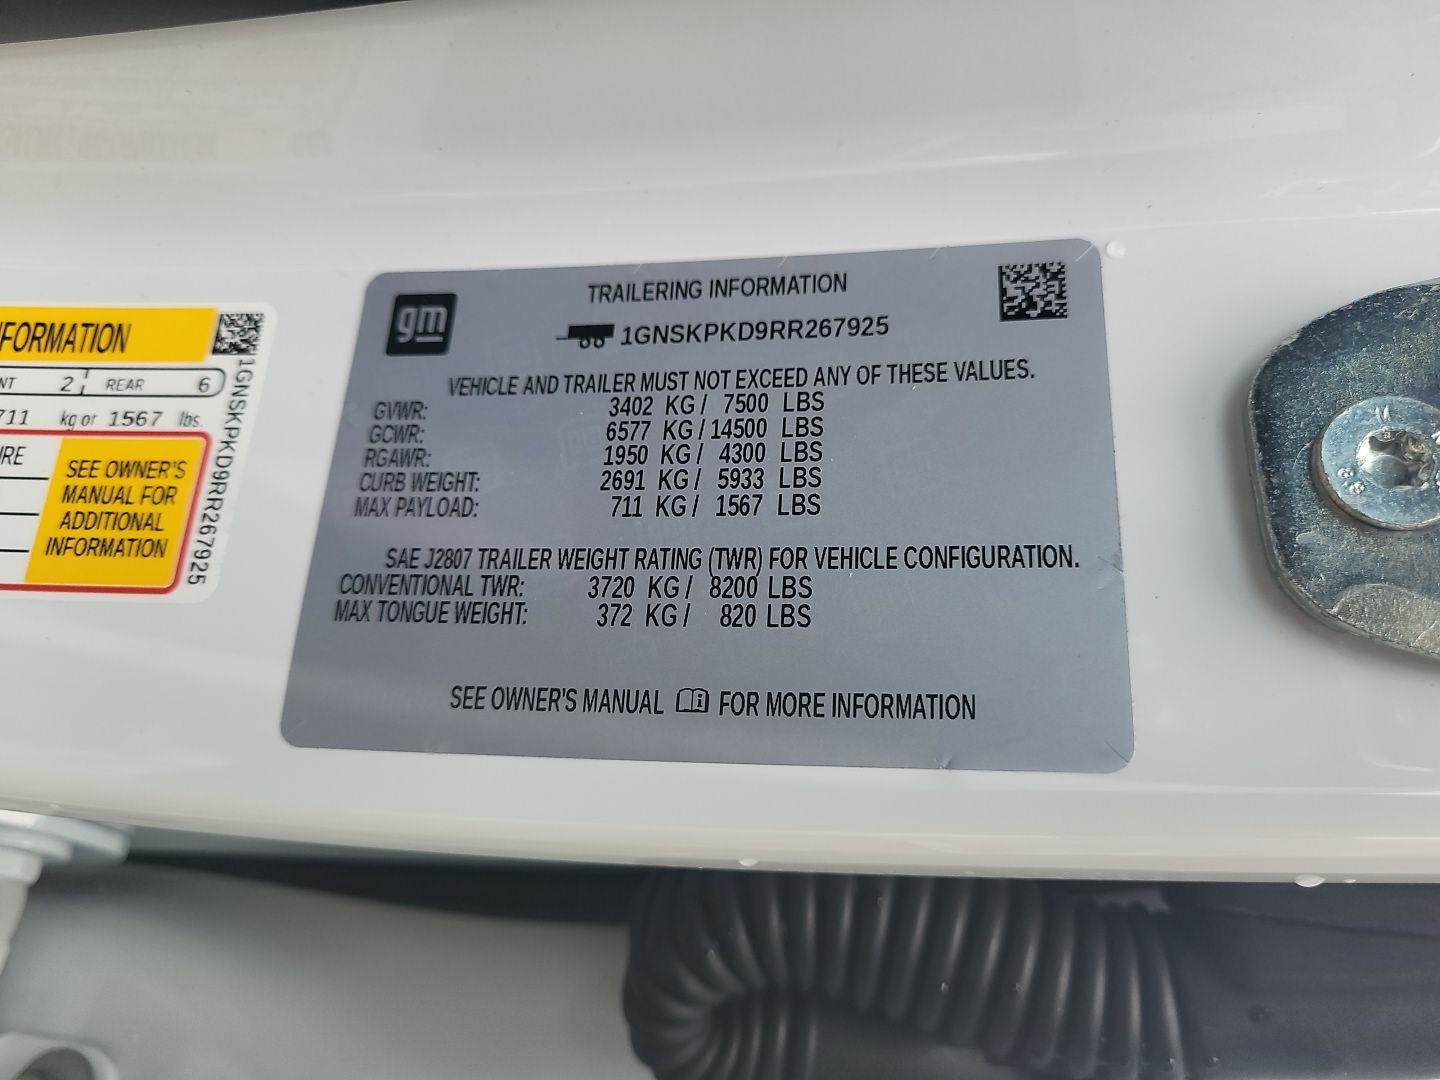 NFORMATION
NT 2 REAR 6
711 kg or 1567 lbs.
RE
SEE OWNER'S
MANUAL FOR
ADDITIONAL
INFORMATION
1GNSKPKD9RR267925
gm
TRAILERING INFORMATION
1GNSKPKD9RR267925
VEHICLE AND TRAILER MUST NOT EXCEED ANY OF THESE VALUES.
GVWR: 3402 KG/ 7500 LBS
GCWR: 6577 KG/ 14500 LBS
RGAWR: 1950 KG/ 4300 LBS
CURB WEIGHT: 2691 KG/ 5933 LBS
MAX PAYLOAD: 711 KG/ 1567 LBS
SAE J2807 TRAILER WEIGHT RATING (TWR) FOR VEHICLE CONFIGURATION.
CONVENTIONAL TWR: 3720 KG/ 8200 LBS
MAX TONGUE WEIGHT: 372 KG/ 820 LBS
SEE OWNER'S MANUAL FOR MORE INFORMATION